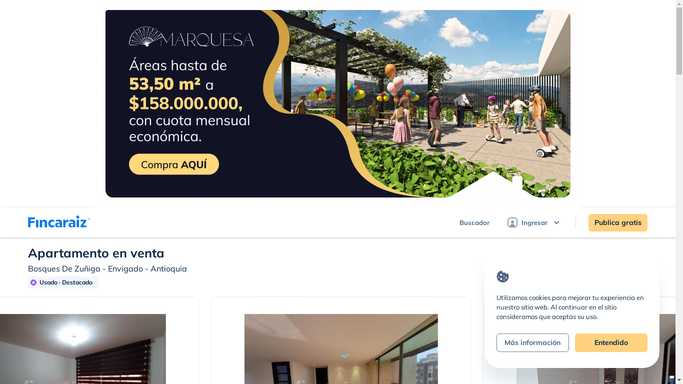 MARQUESA
Áreas hasta de
53,50 m² a
$158.000.000,
con cuota mensual
económica.
Compra AQUÍ
Fincaraiz
Buscador
Ingresar
Publica gratis
Apartamento en venta
Bosques De Zuñiga - Envigado - Antioquia
Usado · Destacado
Utilizamos cookies para mejorar tu experiencia en
nuestro sitio web. Al continuar en el sitio
consideramos que aceptas su uso.
Más información
Entendido